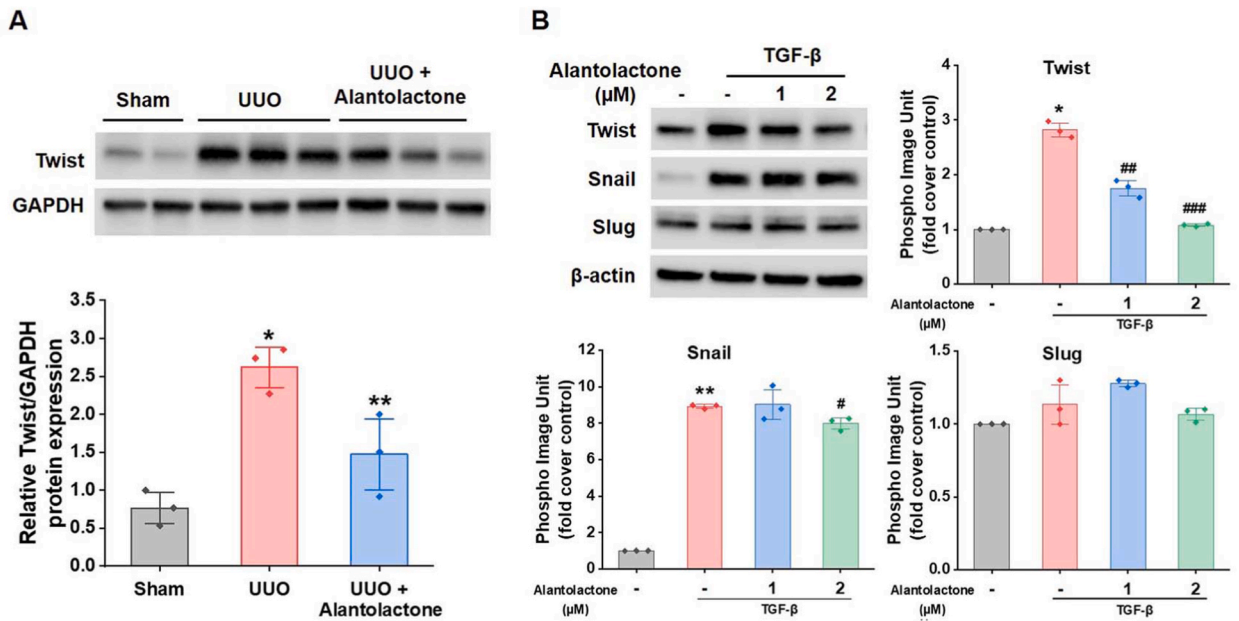 A
Sham UUO UUO +
Alantolactone
Twist
GAPDH
Relative Twist/GAPDH
protein expression
3.5
3.0
2.5
2.0
1.5
1.0
0.5
0.0
*
**
Sham UUO UUO +
Alantolactone
B
TGF-β
Alantolactone
(μM) - - 1 2
Twist
Snail
Slug
β-actin
Twist
Phospho Image Unit
(fold cover control)
4
3
2
1
0
*
##
###
Alantolactone - - 1 2
(μM) TGF-β
Snail
Phospho Image Unit
(fold cover control)
12
10
8
6
4
2
0
**
#
Alantolactone - - 1 2
(μM) TGF-β
Slug
Phospho Image Unit
(fold cover control)
1.5
1.0
0.5
0.0
Alantolactone - - 1 2
(μM) TGF-β